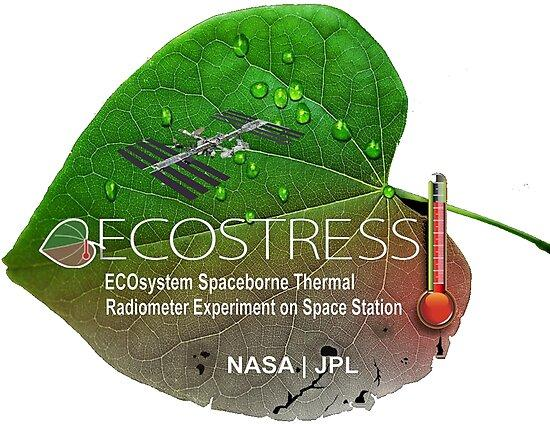 ECOSTRESS
ECOsystem Spaceborne Thermal
Radiometer Experiment on Space Station
NASA | JPL